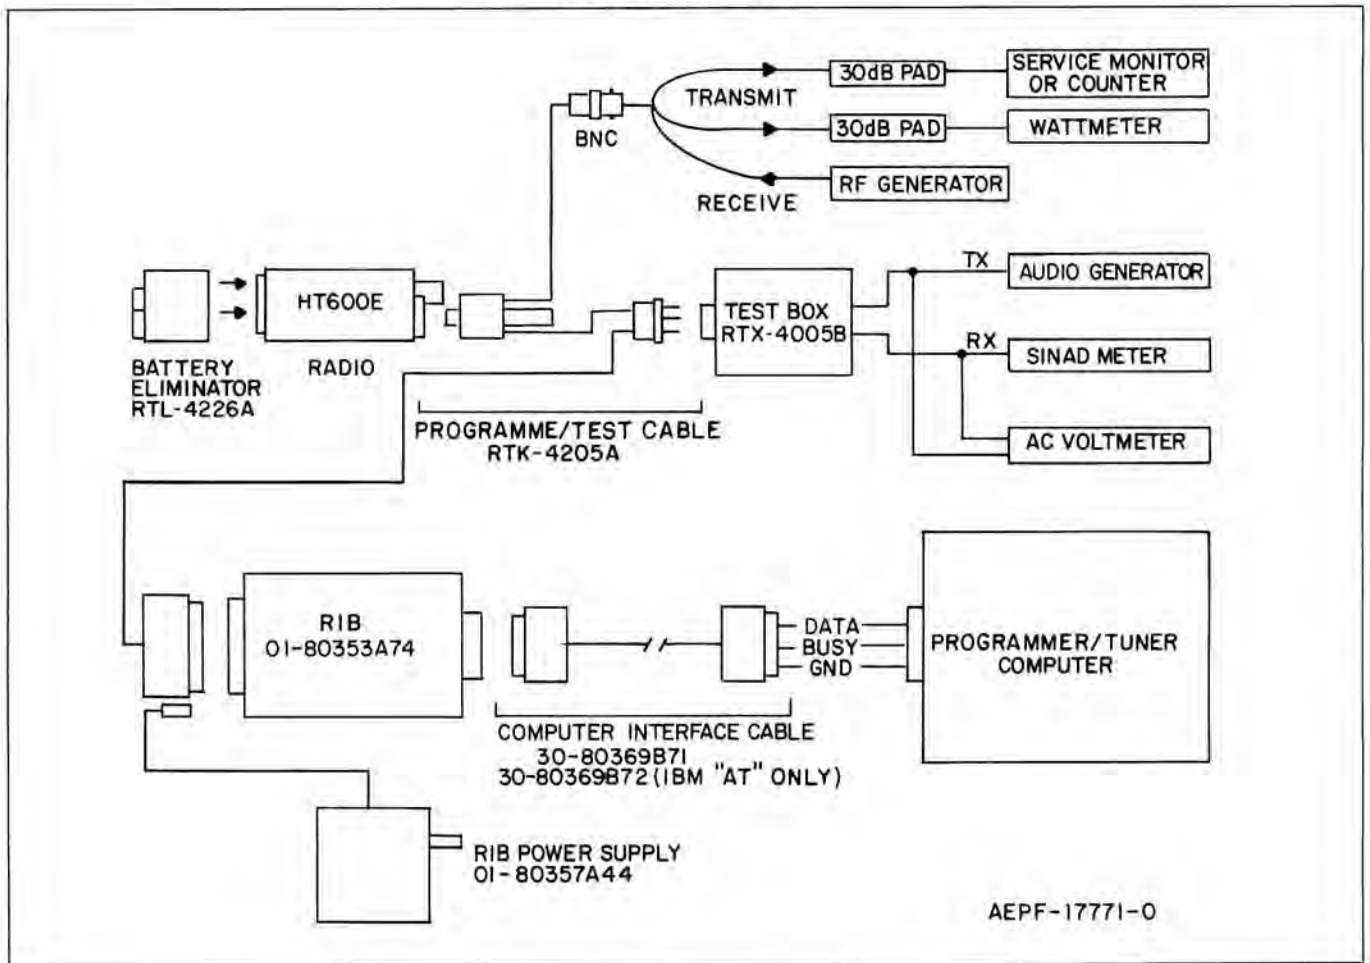 30dB PAD
SERVICE MONITOR
OR COUNTER
TRANSMIT
BNC
30dB PAD
WATTMETER
RF GENERATOR
RECEIVE
HT600E
BATTERY
ELIMINATOR
RTL-4226A
RADIO
TEST BOX
RTX-4005B
TX
AUDIO GENERATOR
RX
SINAD METER
AC VOLTMETER
PROGRAMME/TEST CABLE
RTK-4205A
RIB
01-80353A74
DATA
BUSY
GND
PROGRAMMER/TUNER
COMPUTER
COMPUTER INTERFACE CABLE
30-80369B71
30-80369B72 (IBM "AT" ONLY)
RIB POWER SUPPLY
01-80357A44
AEPF-17771-O